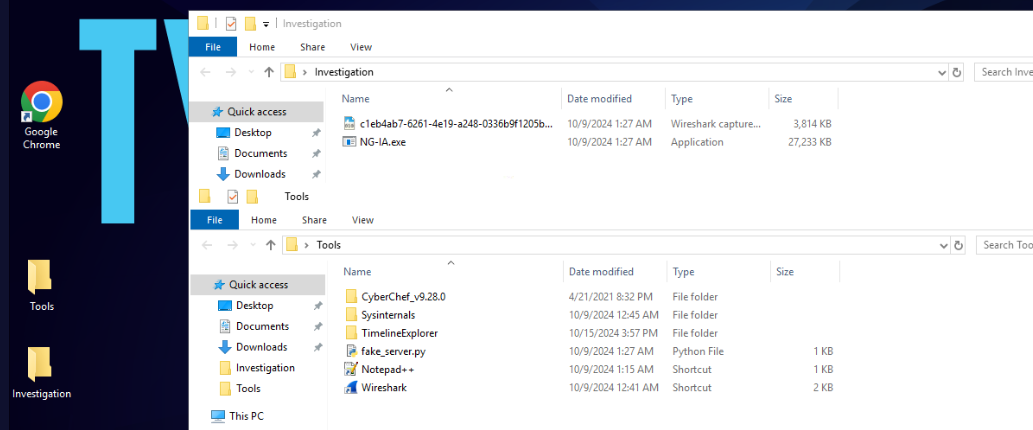 Investigation
File Home Share View
Investigation
Search Inve
Name Date modified Type Size
Quick access
c1eb4ab7-6261-4e19-a248-0336b9f1205b... 10/9/2024 1:27 AM Wireshark capture... 3,814 KB
Desktop
NG-IA.exe 10/9/2024 1:27 AM Application 27,233 KB
Documents
Downloads
Google
Chrome
Tools
File Home Share View
Tools
Search Too
Name Date modified Type Size
Quick access
CyberChef_v9.28.0 4/21/2021 8:32 PM File folder
Desktop
Sysinternals 10/9/2024 12:45 AM File folder
Documents
TimelineExplorer 10/15/2024 3:57 PM File folder
Downloads
fake_server.py 10/9/2024 1:27 AM Python File 1 KB
Investigation
Notepad++ 10/9/2024 1:15 AM Shortcut 1 KB
Tools
Wireshark 10/9/2024 12:41 AM Shortcut 2 KB
This PC
Tools
Investigation